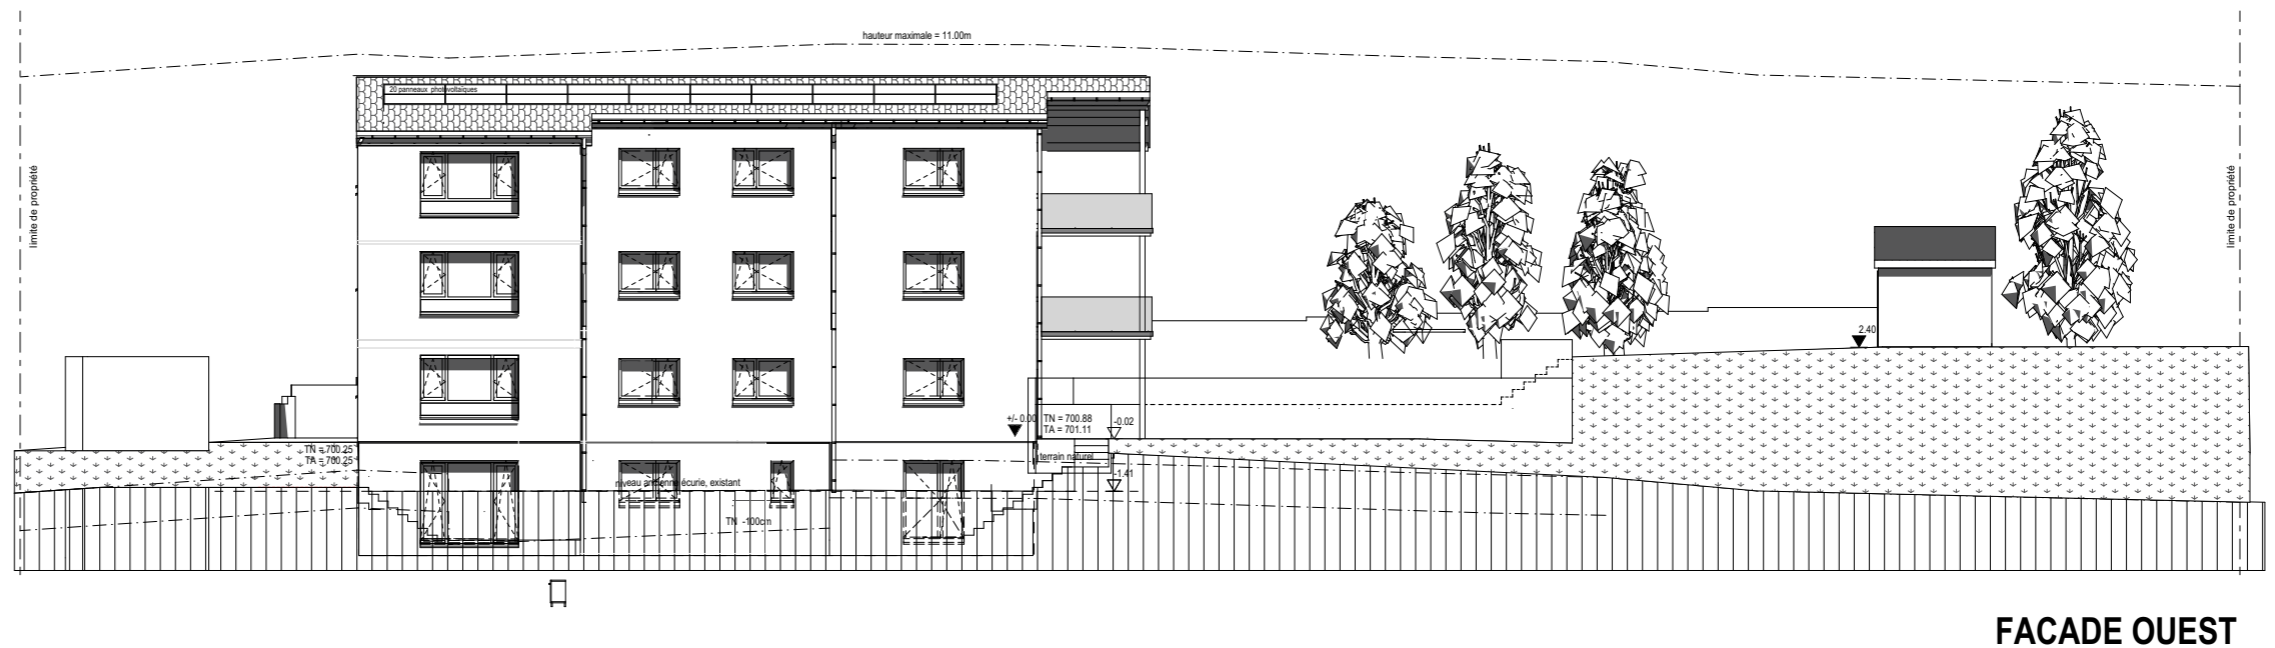 hauteur maximale = 11.00m
20 panneaux photovoltaïques
limite de propriété
limite de propriété
2.40
+/- 0.00
TN = 700.88
TA = 701.11
-0.02
TN = 700.25
TA = 700.25
terrain naturel
-1.41
niveau ancienne écurie, existant
TN -100cm
FACADE OUEST